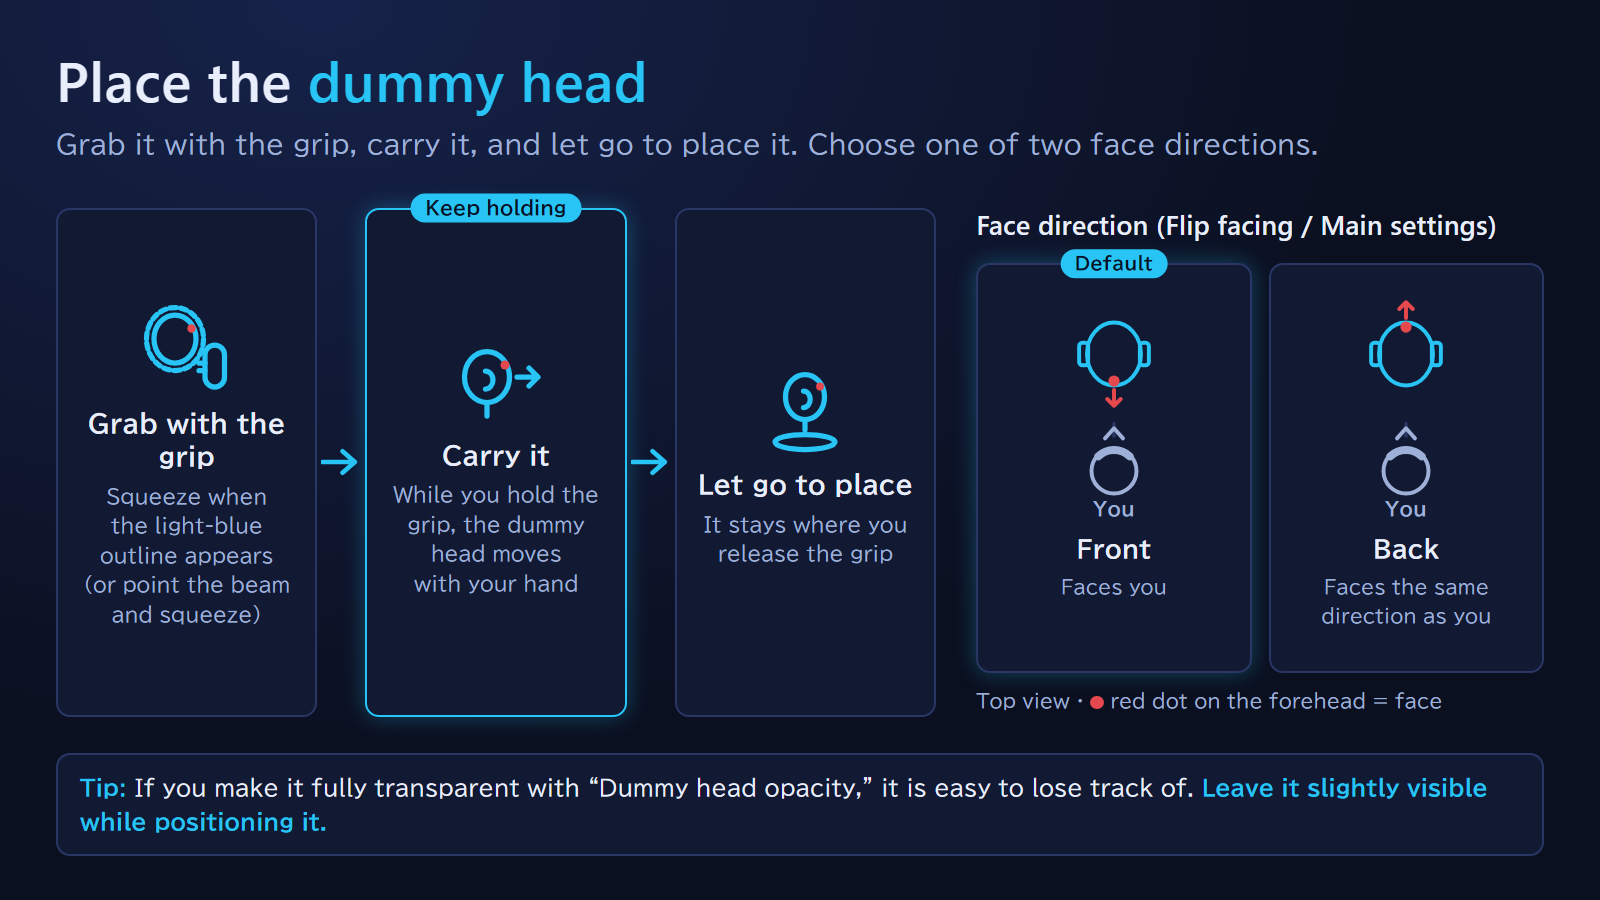 Place the dummy head
Grab it with the grip, carry it, and let go to place it. Choose one of two face directions.
Grab with the
grip
Squeeze when
the light-blue
outline appears
(or point the beam
and squeeze)
Keep holding
Carry it
While you hold the
grip, the dummy
head moves
with your hand
Let go to place
It stays where you
release the grip
Face direction (Flip facing / Main settings)
Default
You
Front
Faces you
You
Back
Faces the same
direction as you
Top view · red dot on the forehead = face
Tip: If you make it fully transparent with “Dummy head opacity,” it is easy to lose track of. Leave it slightly visible
while positioning it.